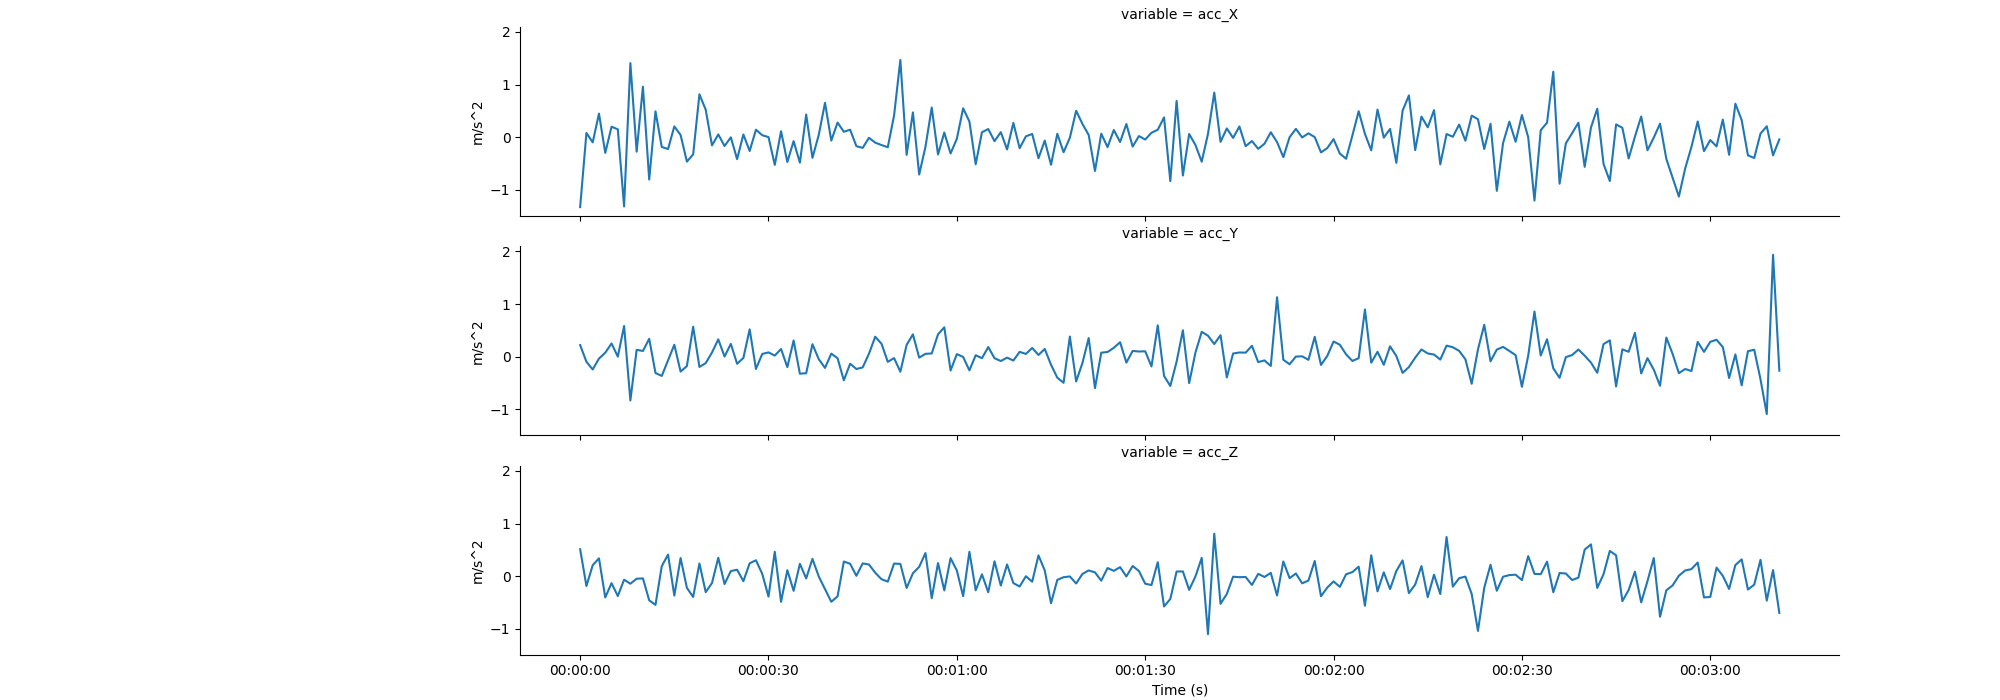 variable = acc_X
2
1
0
−1
m/s^2
variable = acc_Y
2
1
0
−1
m/s^2
variable = acc_Z
2
1
0
−1
m/s^2
00:00:00 00:00:30 00:01:00 00:01:30 00:02:00 00:02:30 00:03:00
Time (s)